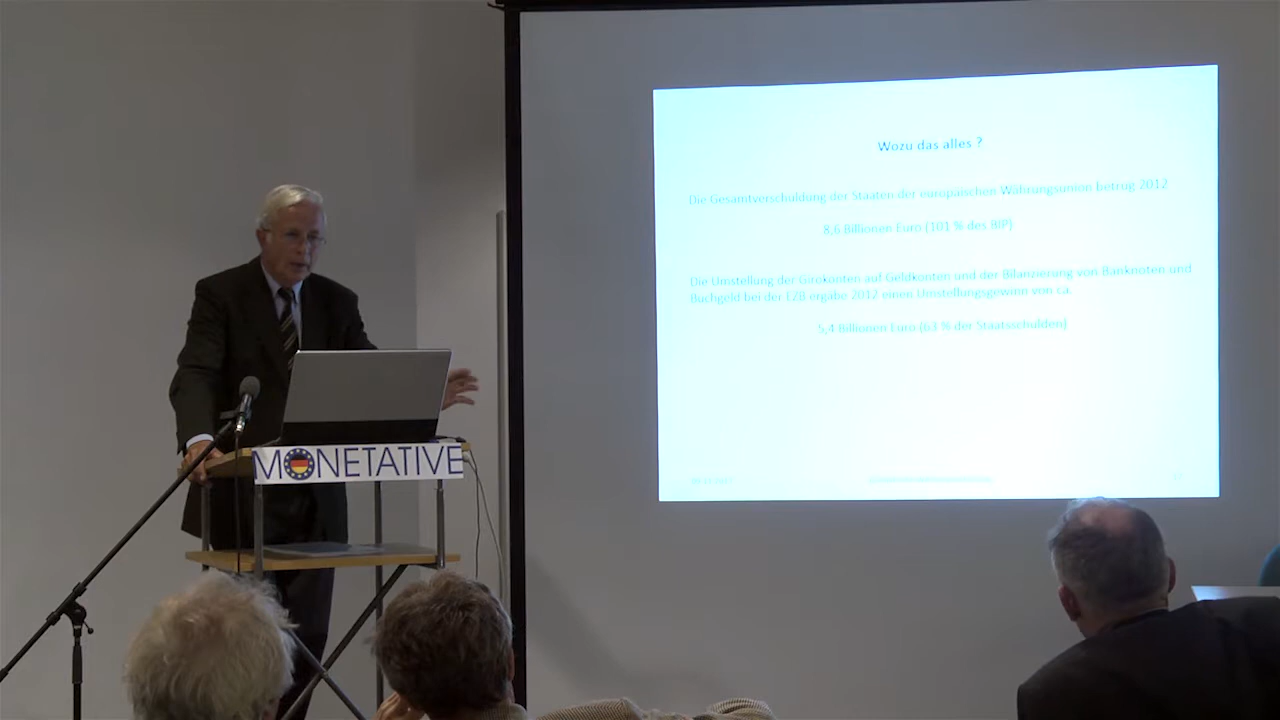 MONETATIVE
Wozu das alles ?
Die Gesamtverschuldung der Staaten der europäischen Währungsunion betrug 2012
8,6 Billionen Euro (101 % des BIP)
Die Umstellung der Girokonten auf Geldkonten und der Bilanzierung von Banknoten und
Buchgeld bei der EZB ergäbe 2012 einen Umstellungsgewinn von ca.
5,4 Billionen Euro (63 % der Staatsschulden)